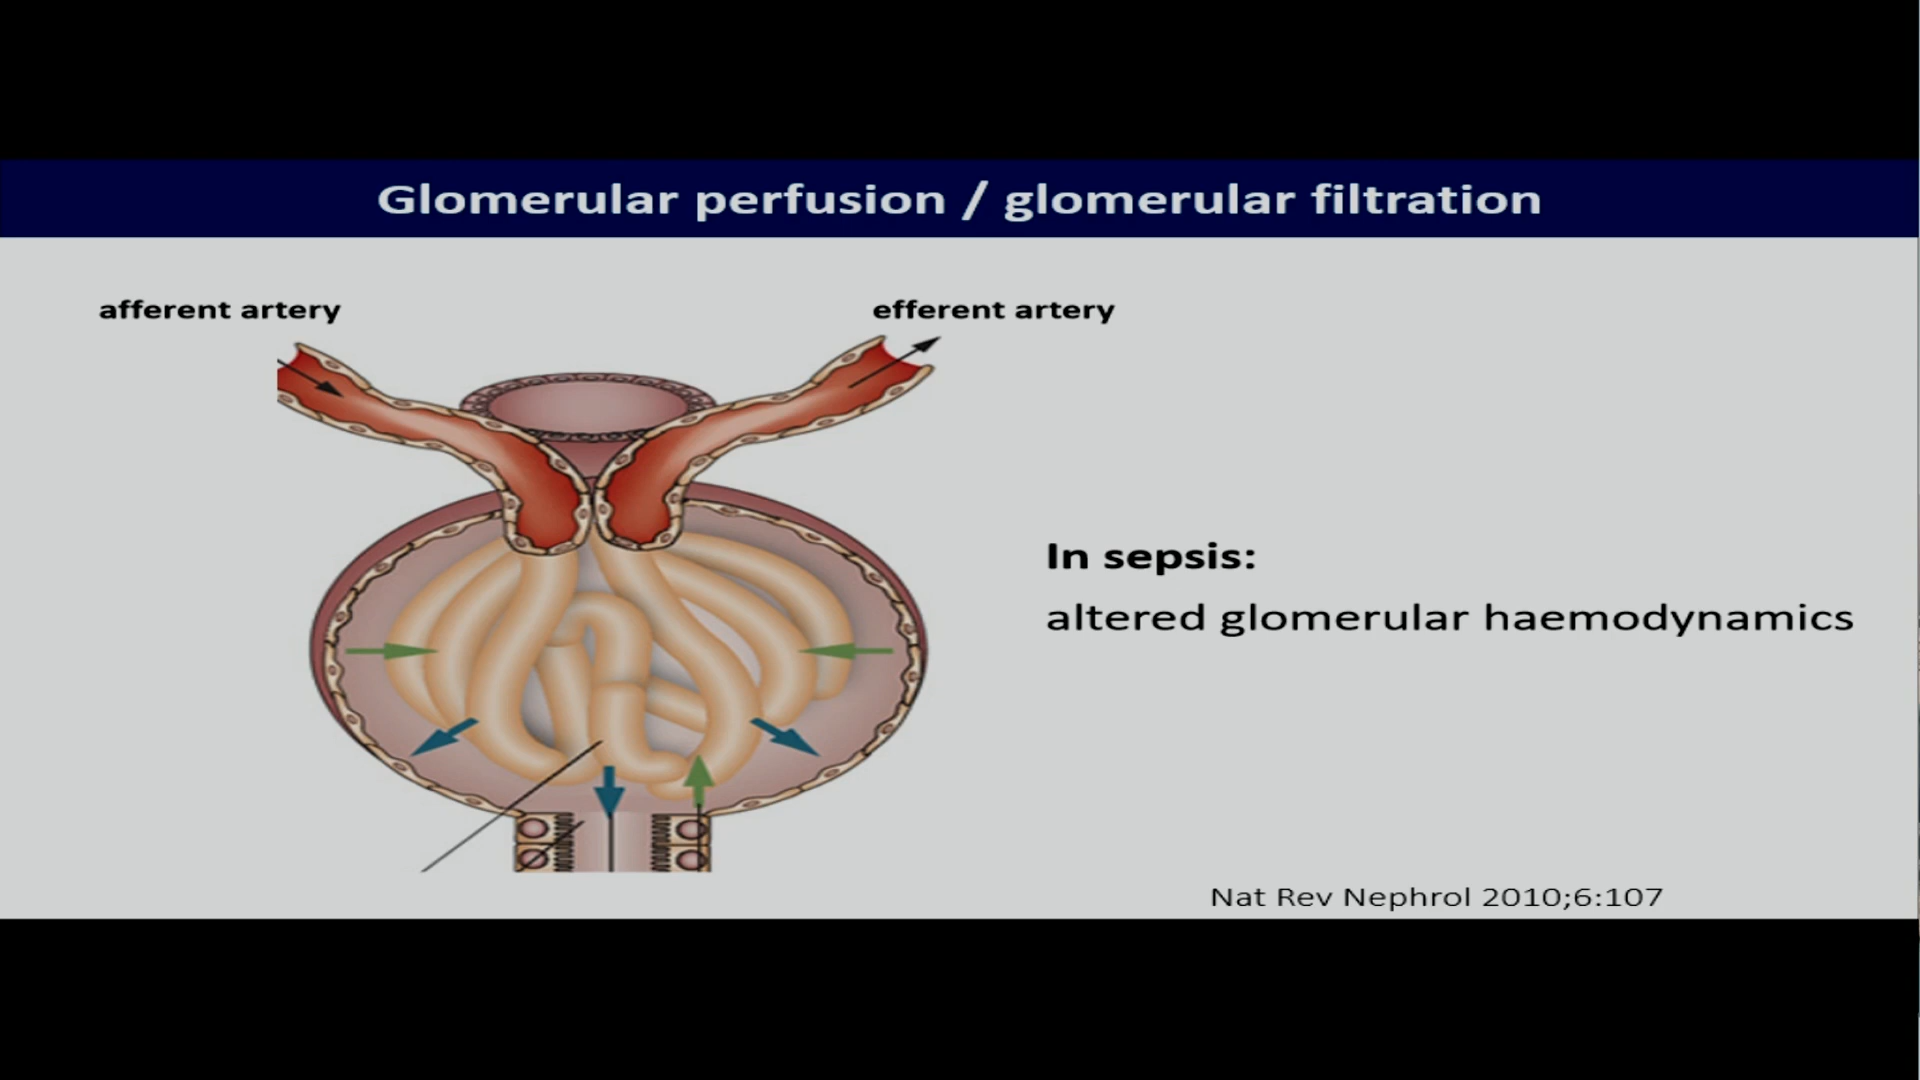 Glomerular perfusion / glomerular filtration
afferent artery
efferent artery
In sepsis:
altered glomerular haemodynamics
Nat Rev Nephrol 2010;6:107